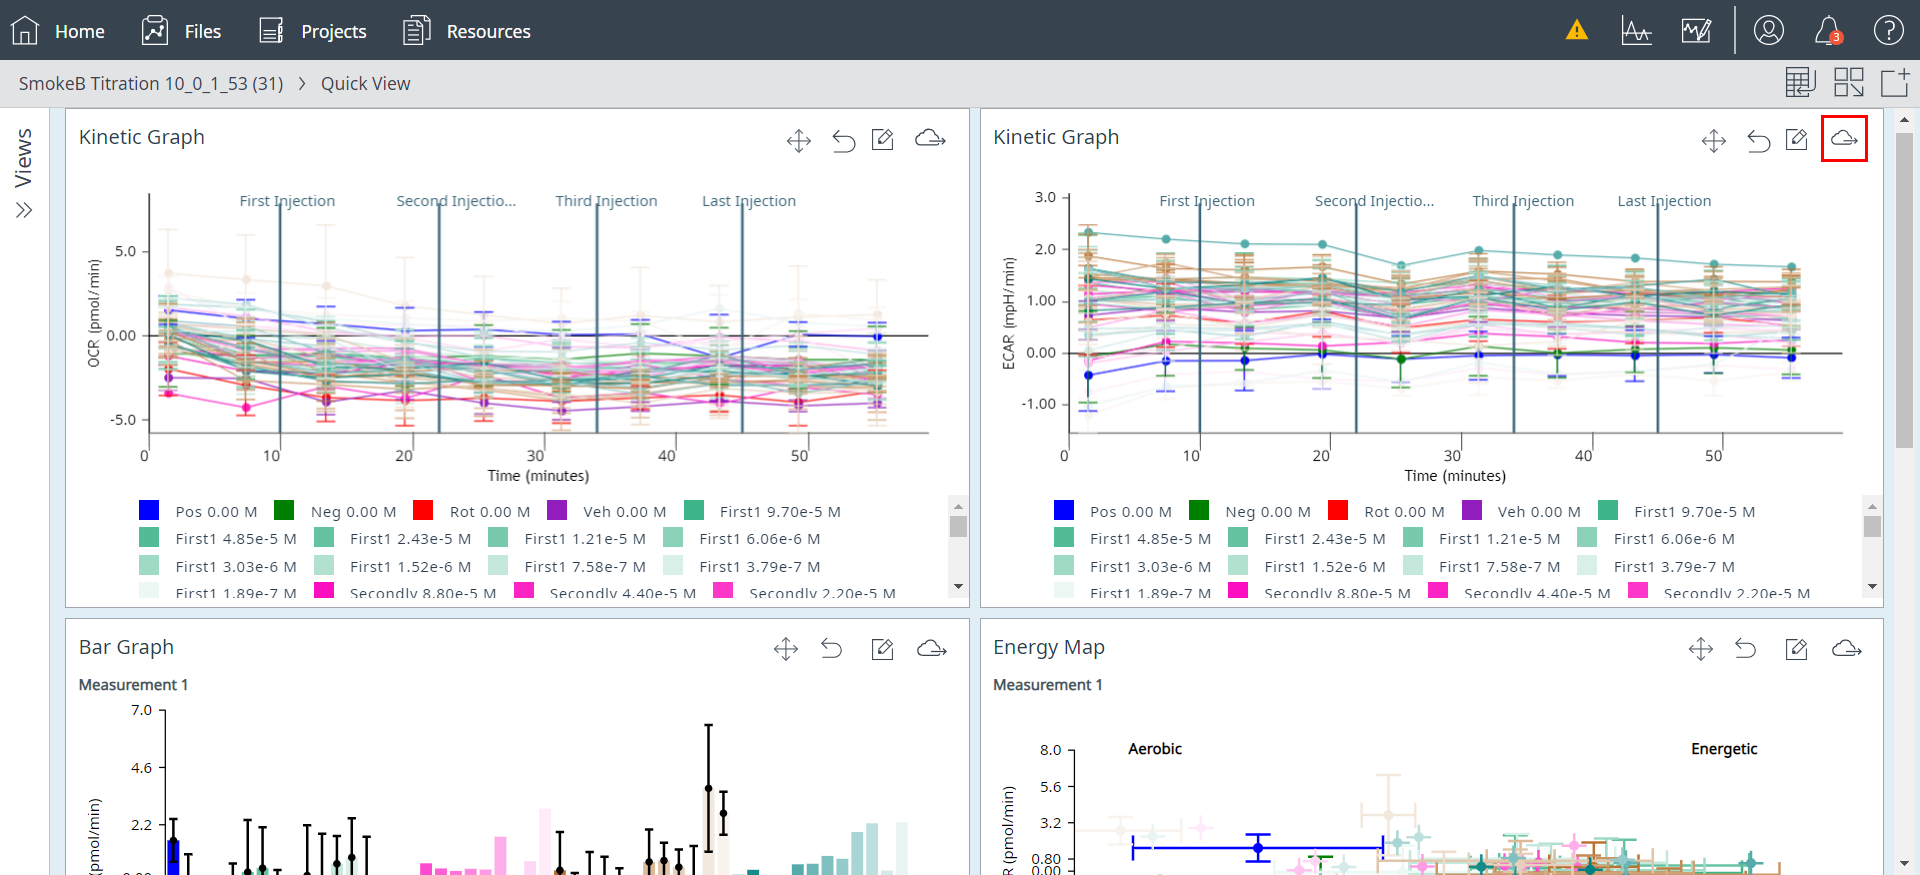 Home Files Projects Resources 3
SmokeB Titration 10_0_1_53 (31) > Quick View
Views
Kinetic Graph
First Injection Second Injectio... Third Injection Last Injection
5.0
0.00
-5.0
OCR (pmol/min)
0 10 20 30 40 50
Time (minutes)
Pos 0.00 M Neg 0.00 M Rot 0.00 M Veh 0.00 M First1 9.70e-5 M
First1 4.85e-5 M First1 2.43e-5 M First1 1.21e-5 M First1 6.06e-6 M
First1 3.03e-6 M First1 1.52e-6 M First1 7.58e-7 M First1 3.79e-7 M
First1 1.89e-7 M Secondly 8.80e-5 M Secondly 4.40e-5 M Secondly 2.20e-5 M
Kinetic Graph
First Injection Second Injectio... Third Injection Last Injection
3.0
2.0
1.00
0.00
-1.00
ECAR (mpH/min)
0 10 20 30 40 50
Time (minutes)
Pos 0.00 M Neg 0.00 M Rot 0.00 M Veh 0.00 M First1 9.70e-5 M
First1 4.85e-5 M First1 2.43e-5 M First1 1.21e-5 M First1 6.06e-6 M
First1 3.03e-6 M First1 1.52e-6 M First1 7.58e-7 M First1 3.79e-7 M
First1 1.89e-7 M Secondly 8.80e-5 M Secondly 4.40e-5 M Secondly 2.20e-5 M
Bar Graph
Measurement 1
7.0
4.6
2.2
(pmol/min)
Energy Map
Measurement 1
Aerobic Energetic
8.0
5.6
3.2
0.80
0.00
R (pmol/min)